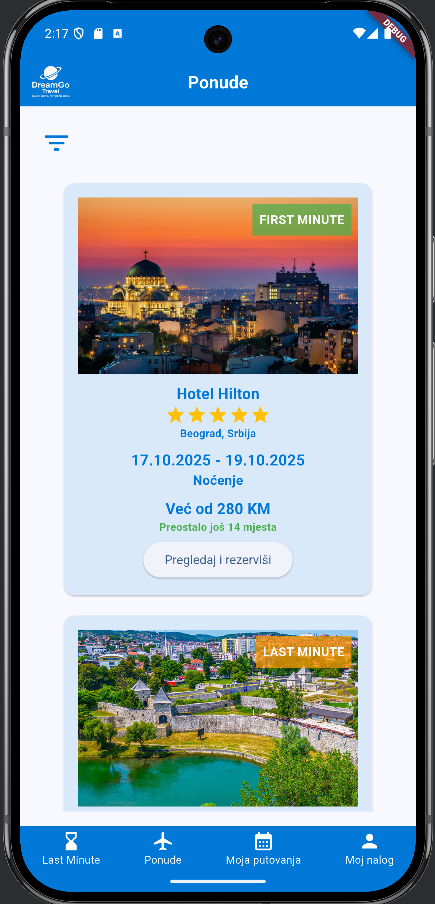 2:17
DEBUG
DreamGo
Travel
Ponude
FIRST MINUTE
Hotel Hilton
Beograd, Srbija
17.10.2025 - 19.10.2025
Noćenje
Već od 280 KM
Preostalo još 14 mjesta
Pregledaj i rezerviši
LAST MINUTE
Last Minute
Ponude
Moja putovanja
Moj nalog